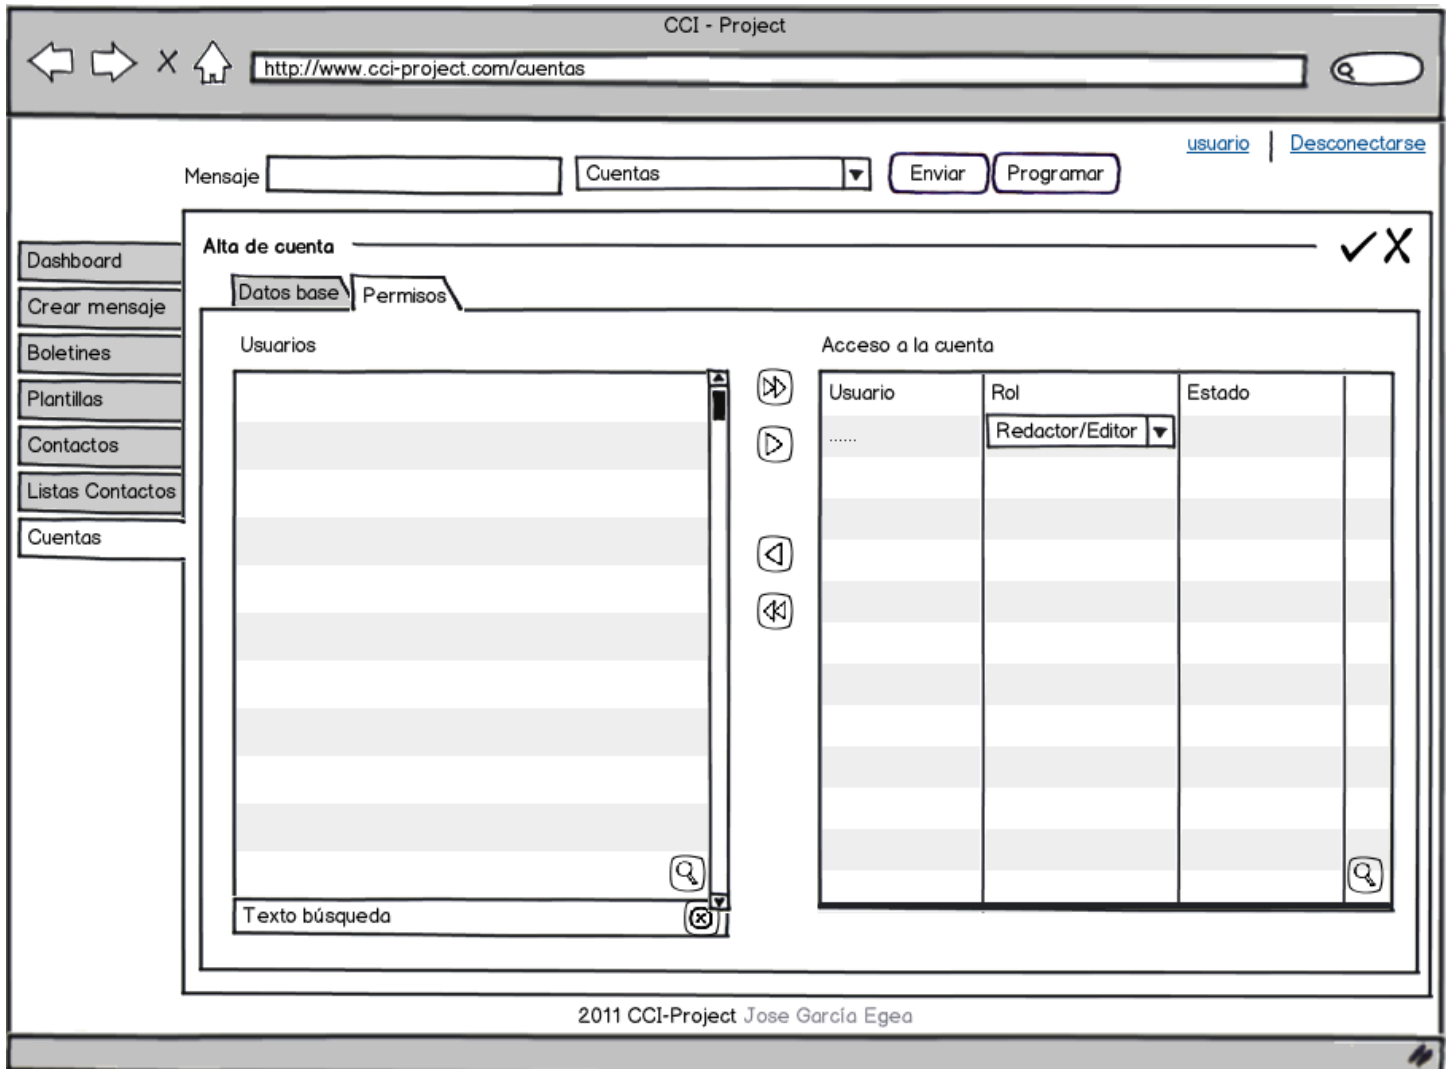 CCI - Project
http://www.cci-project.com/cuentas
usuario | Desconectarse
Mensaje Cuentas Enviar Programar
Alta de cuenta
Dashboard
Crear mensaje
Boletines
Plantillas
Contactos
Listas Contactos
Cuentas
Datos base Permisos
Usuarios
Texto búsqueda
Acceso a la cuenta
Usuario Rol Estado
...... Redactor/Editor
2011 CCI-Project Jose García Egea